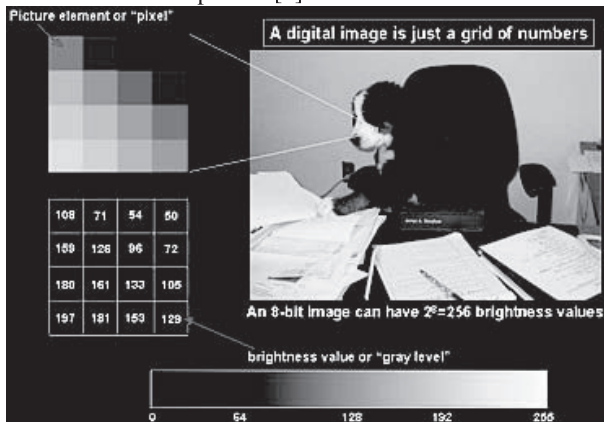 Picture element or "pixel"
A digital image is just a grid of numbers
108 71 54 50
159 126 96 72
180 161 133 105
197 181 153 129
An 8-bit image can have 2⁸=256 brightness values
brightness value or "gray level"
0 64 128 192 255